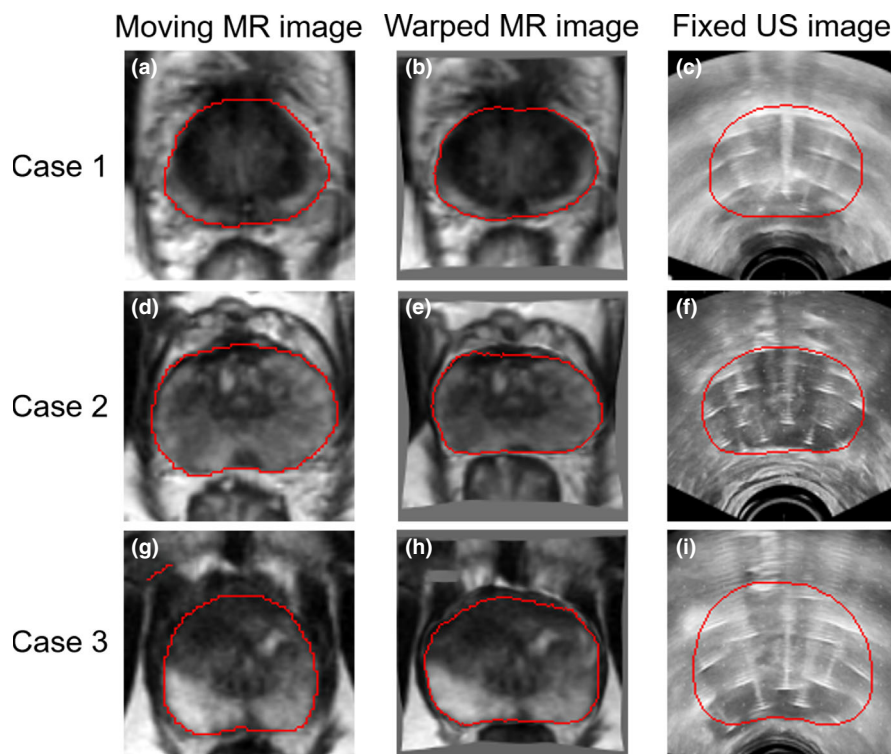 Moving MR image Warped MR image Fixed US image
(a) (b) (c)
Case 1
(d) (e) (f)
Case 2
(g) (h) (i)
Case 3